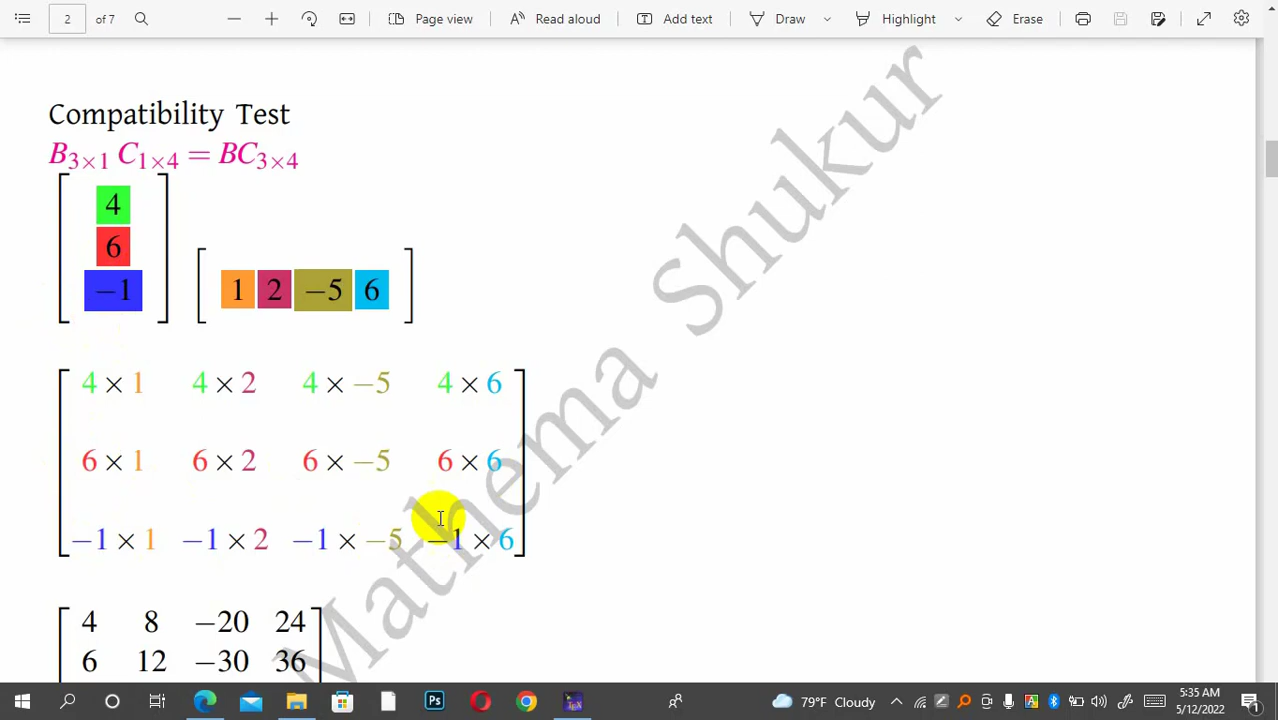 2 of 7 Page view Read aloud Add text Draw Highlight Erase
Compatibility Test
B3×1 C1×4 = BC3×4
4
6
−1
1 2 −5 6
4 × 1 4 × 2 4 × −5 4 × 6
6 × 1 6 × 2 6 × −5 6 × 6
−1 × 1 −1 × 2 −1 × −5 −1 × 6
4 8 −20 24
6 12 −30 36
Mathema Shukur
79°F Cloudy 5:35 AM
5/12/2022